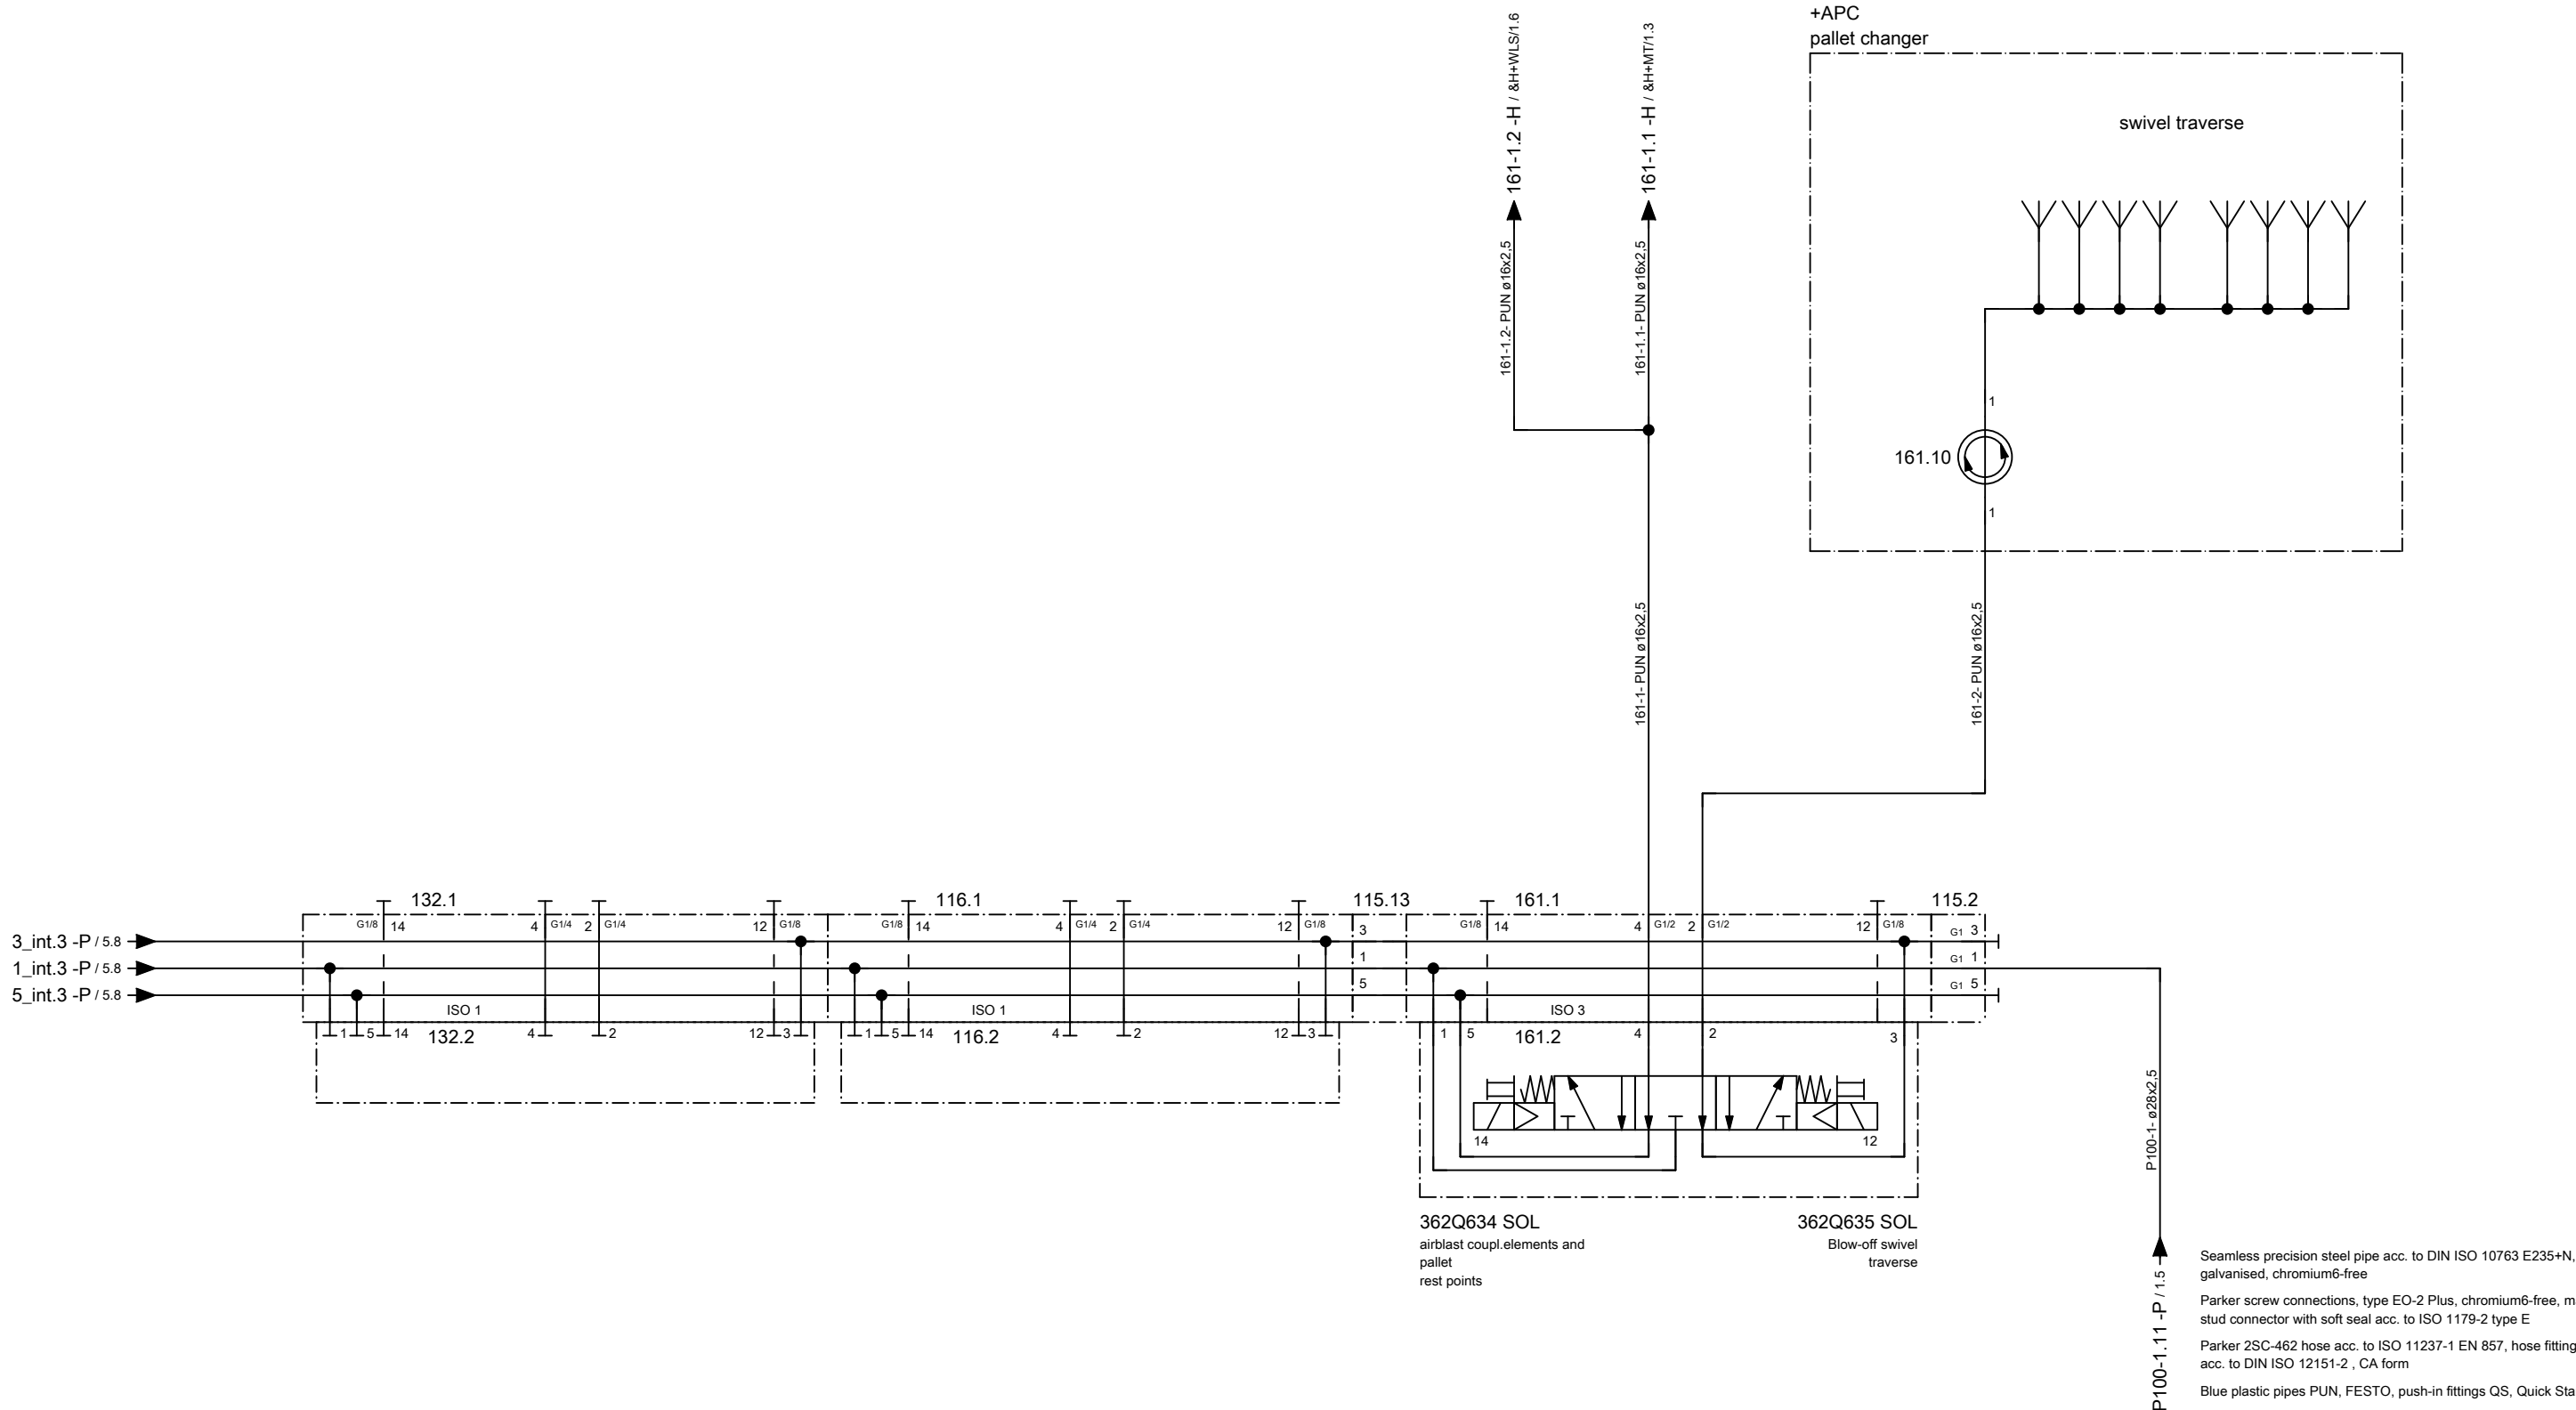 +APC
pallet changer
swivel traverse
161-1.2 -H / &H+WLS/1.6
161-1.1 -H / &H+MT/1.3
161-1.2- PUN ø16x2,5
161-1.1- PUN ø16x2,5
1
161.10
1
161-1- PUN ø16x2,5
161-2- PUN ø16x2,5
132.1
116.1
115.13
161.1
115.2
G1/8 14 4 G1/4 2 G1/4 12 G1/8
G1/8 14 4 G1/4 2 G1/4 12 G1/8
G1/8 14 4 G1/2 2 G1/2 12 G1/8
3_int.3 -P / 5.8
3
G1 3
1_int.3 -P / 5.8
1
G1 1
5_int.3 -P / 5.8
5
G1 5
ISO 1
ISO 1
ISO 3
1 5 14 132.2 4 2 12 3
1 5 14 116.2 4 2 12 3
1 5 161.2 4 2 3
14
12
P100-1- ø28x2,5
362Q634 SOL
airblast coupl.elements and
pallet
rest points
362Q635 SOL
Blow-off swivel
traverse
P100-1.11 -P / 1.5
Seamless precision steel pipe acc. to DIN ISO 10763 E235+N,
galvanised, chromium6-free
Parker screw connections, type EO-2 Plus, chromium6-free, m
stud connector with soft seal acc. to ISO 1179-2 type E
Parker 2SC-462 hose acc. to ISO 11237-1 EN 857, hose fitting
acc. to DIN ISO 12151-2 , CA form
Blue plastic pipes PUN, FESTO, push-in fittings QS, Quick Sta